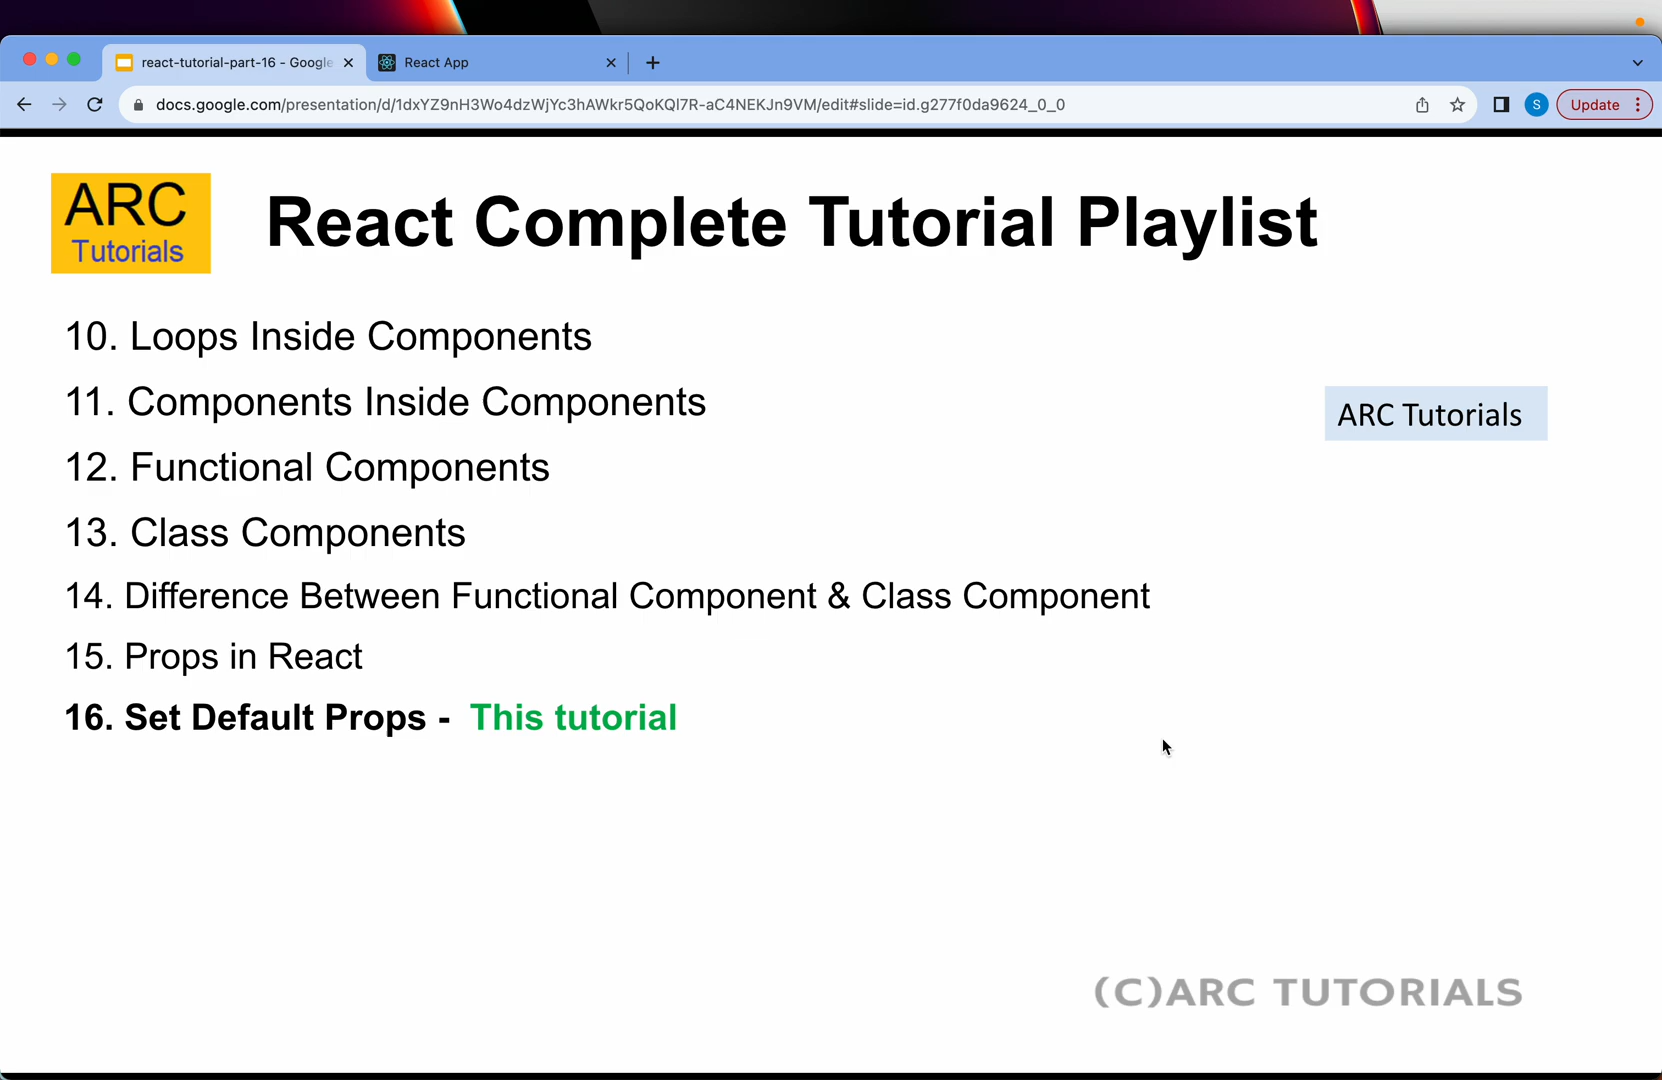 react-tutorial-part-16 - Google
React App
docs.google.com/presentation/d/1dxYZ9nH3Wo4dzWjYc3hAWkr5QoKQl7R-aC4NEKJn9VM/edit#slide=id.g277f0da9624_0_0
S
Update
ARC
Tutorials
React Complete Tutorial Playlist
10. Loops Inside Components
11. Components Inside Components
ARC Tutorials
12. Functional Components
13. Class Components
14. Difference Between Functional Component & Class Component
15. Props in React
16. Set Default Props - This tutorial
(C)ARC TUTORIALS